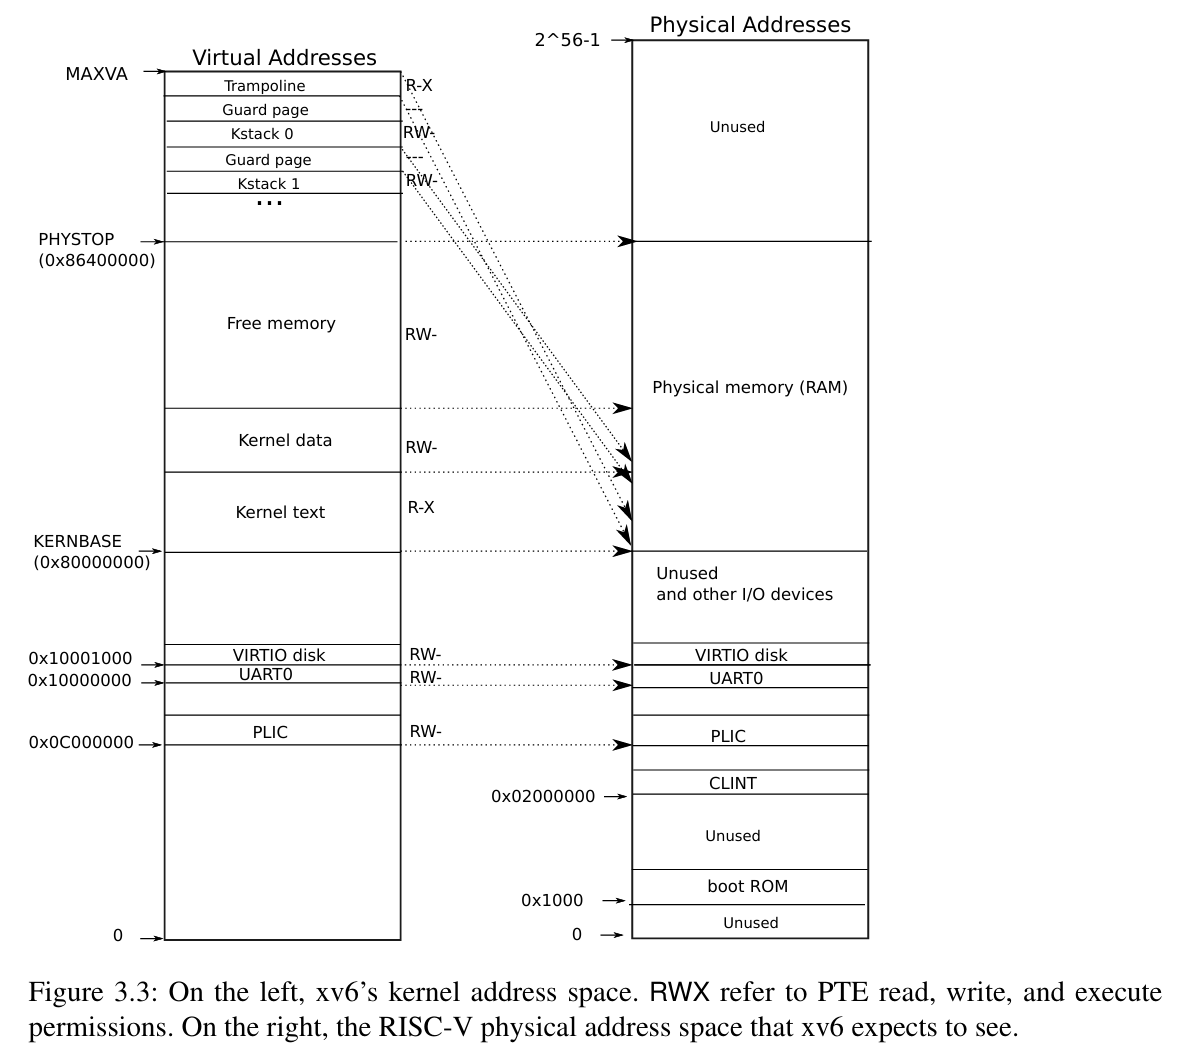 Physical Addresses
2^56-1
Virtual Addresses
MAXVA
Trampoline
R-X
Guard page
---
Kstack 0
RW-
Guard page
---
Kstack 1
RW-
...
Unused
PHYSTOP
(0x86400000)
Free memory
RW-
Physical memory (RAM)
Kernel data
RW-
Kernel text
R-X
KERNBASE
(0x80000000)
Unused
and other I/O devices
0x10001000
VIRTIO disk
RW-
VIRTIO disk
0x10000000
UART0
RW-
UART0
0x0C000000
PLIC
RW-
PLIC
CLINT
0x02000000
Unused
boot ROM
0x1000
Unused
0
0
Figure 3.3: On the left, xv6’s kernel address space. RWX refer to PTE read, write, and execute
permissions. On the right, the RISC-V physical address space that xv6 expects to see.